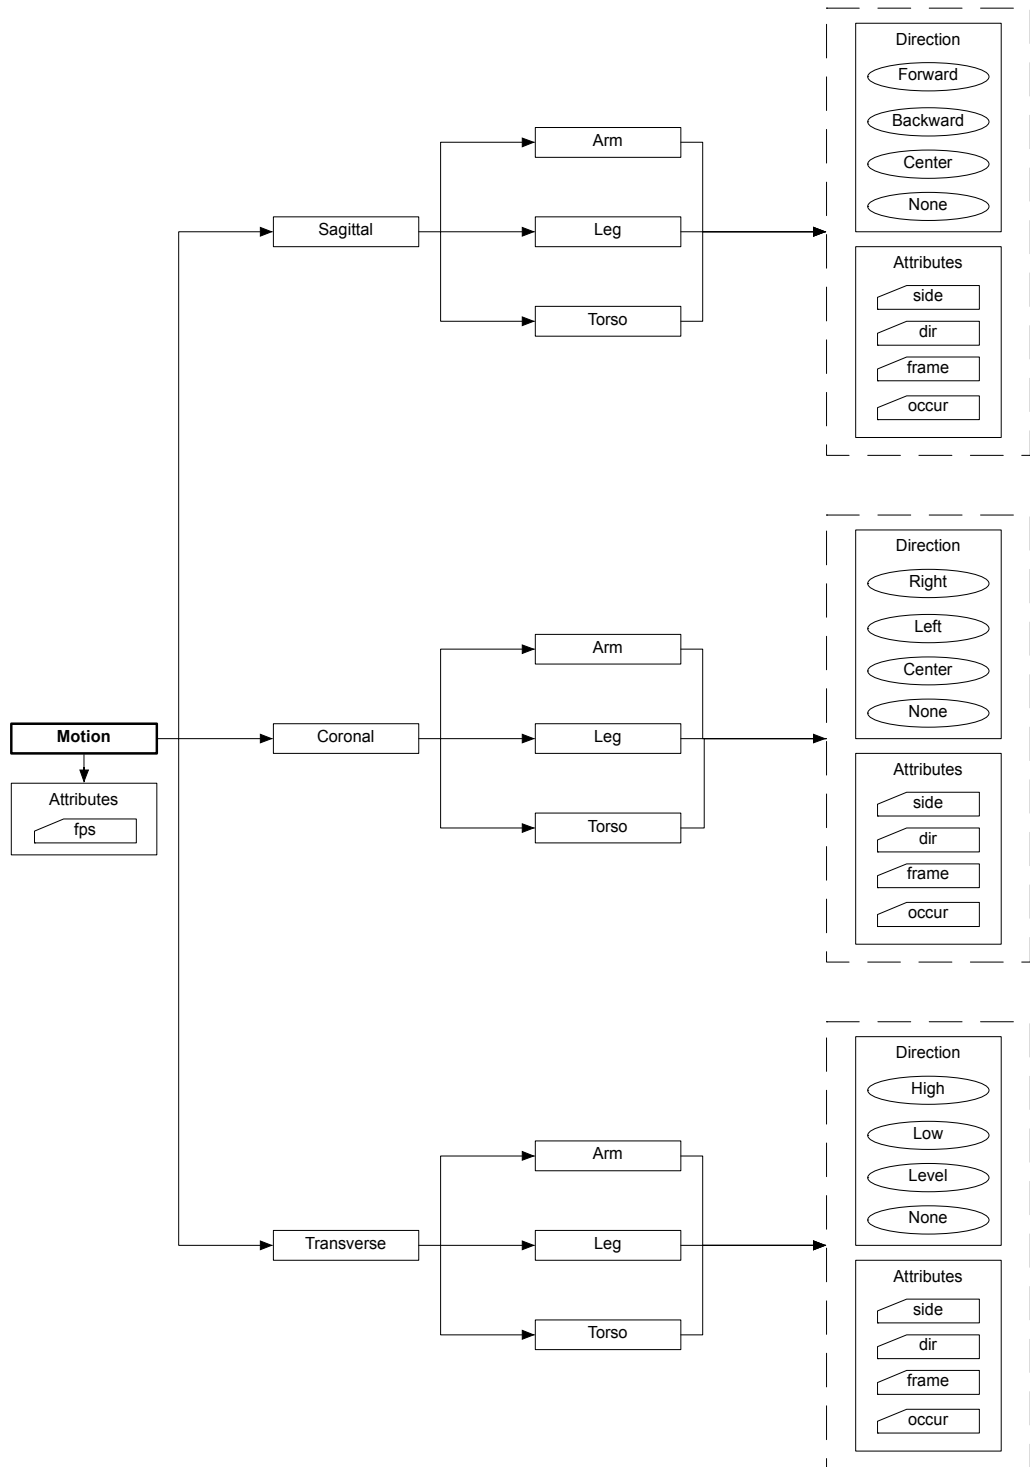 Motion
Attributes
fps
Sagittal
Arm
Leg
Torso
Direction
Forward
Backward
Center
None
Attributes
side
dir
frame
occur
Coronal
Arm
Leg
Torso
Direction
Right
Left
Center
None
Attributes
side
dir
frame
occur
Transverse
Arm
Leg
Torso
Direction
High
Low
Level
None
Attributes
side
dir
frame
occur